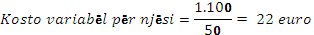 Kosto variabël për njësi = 1.100 / 50 = 22 euro